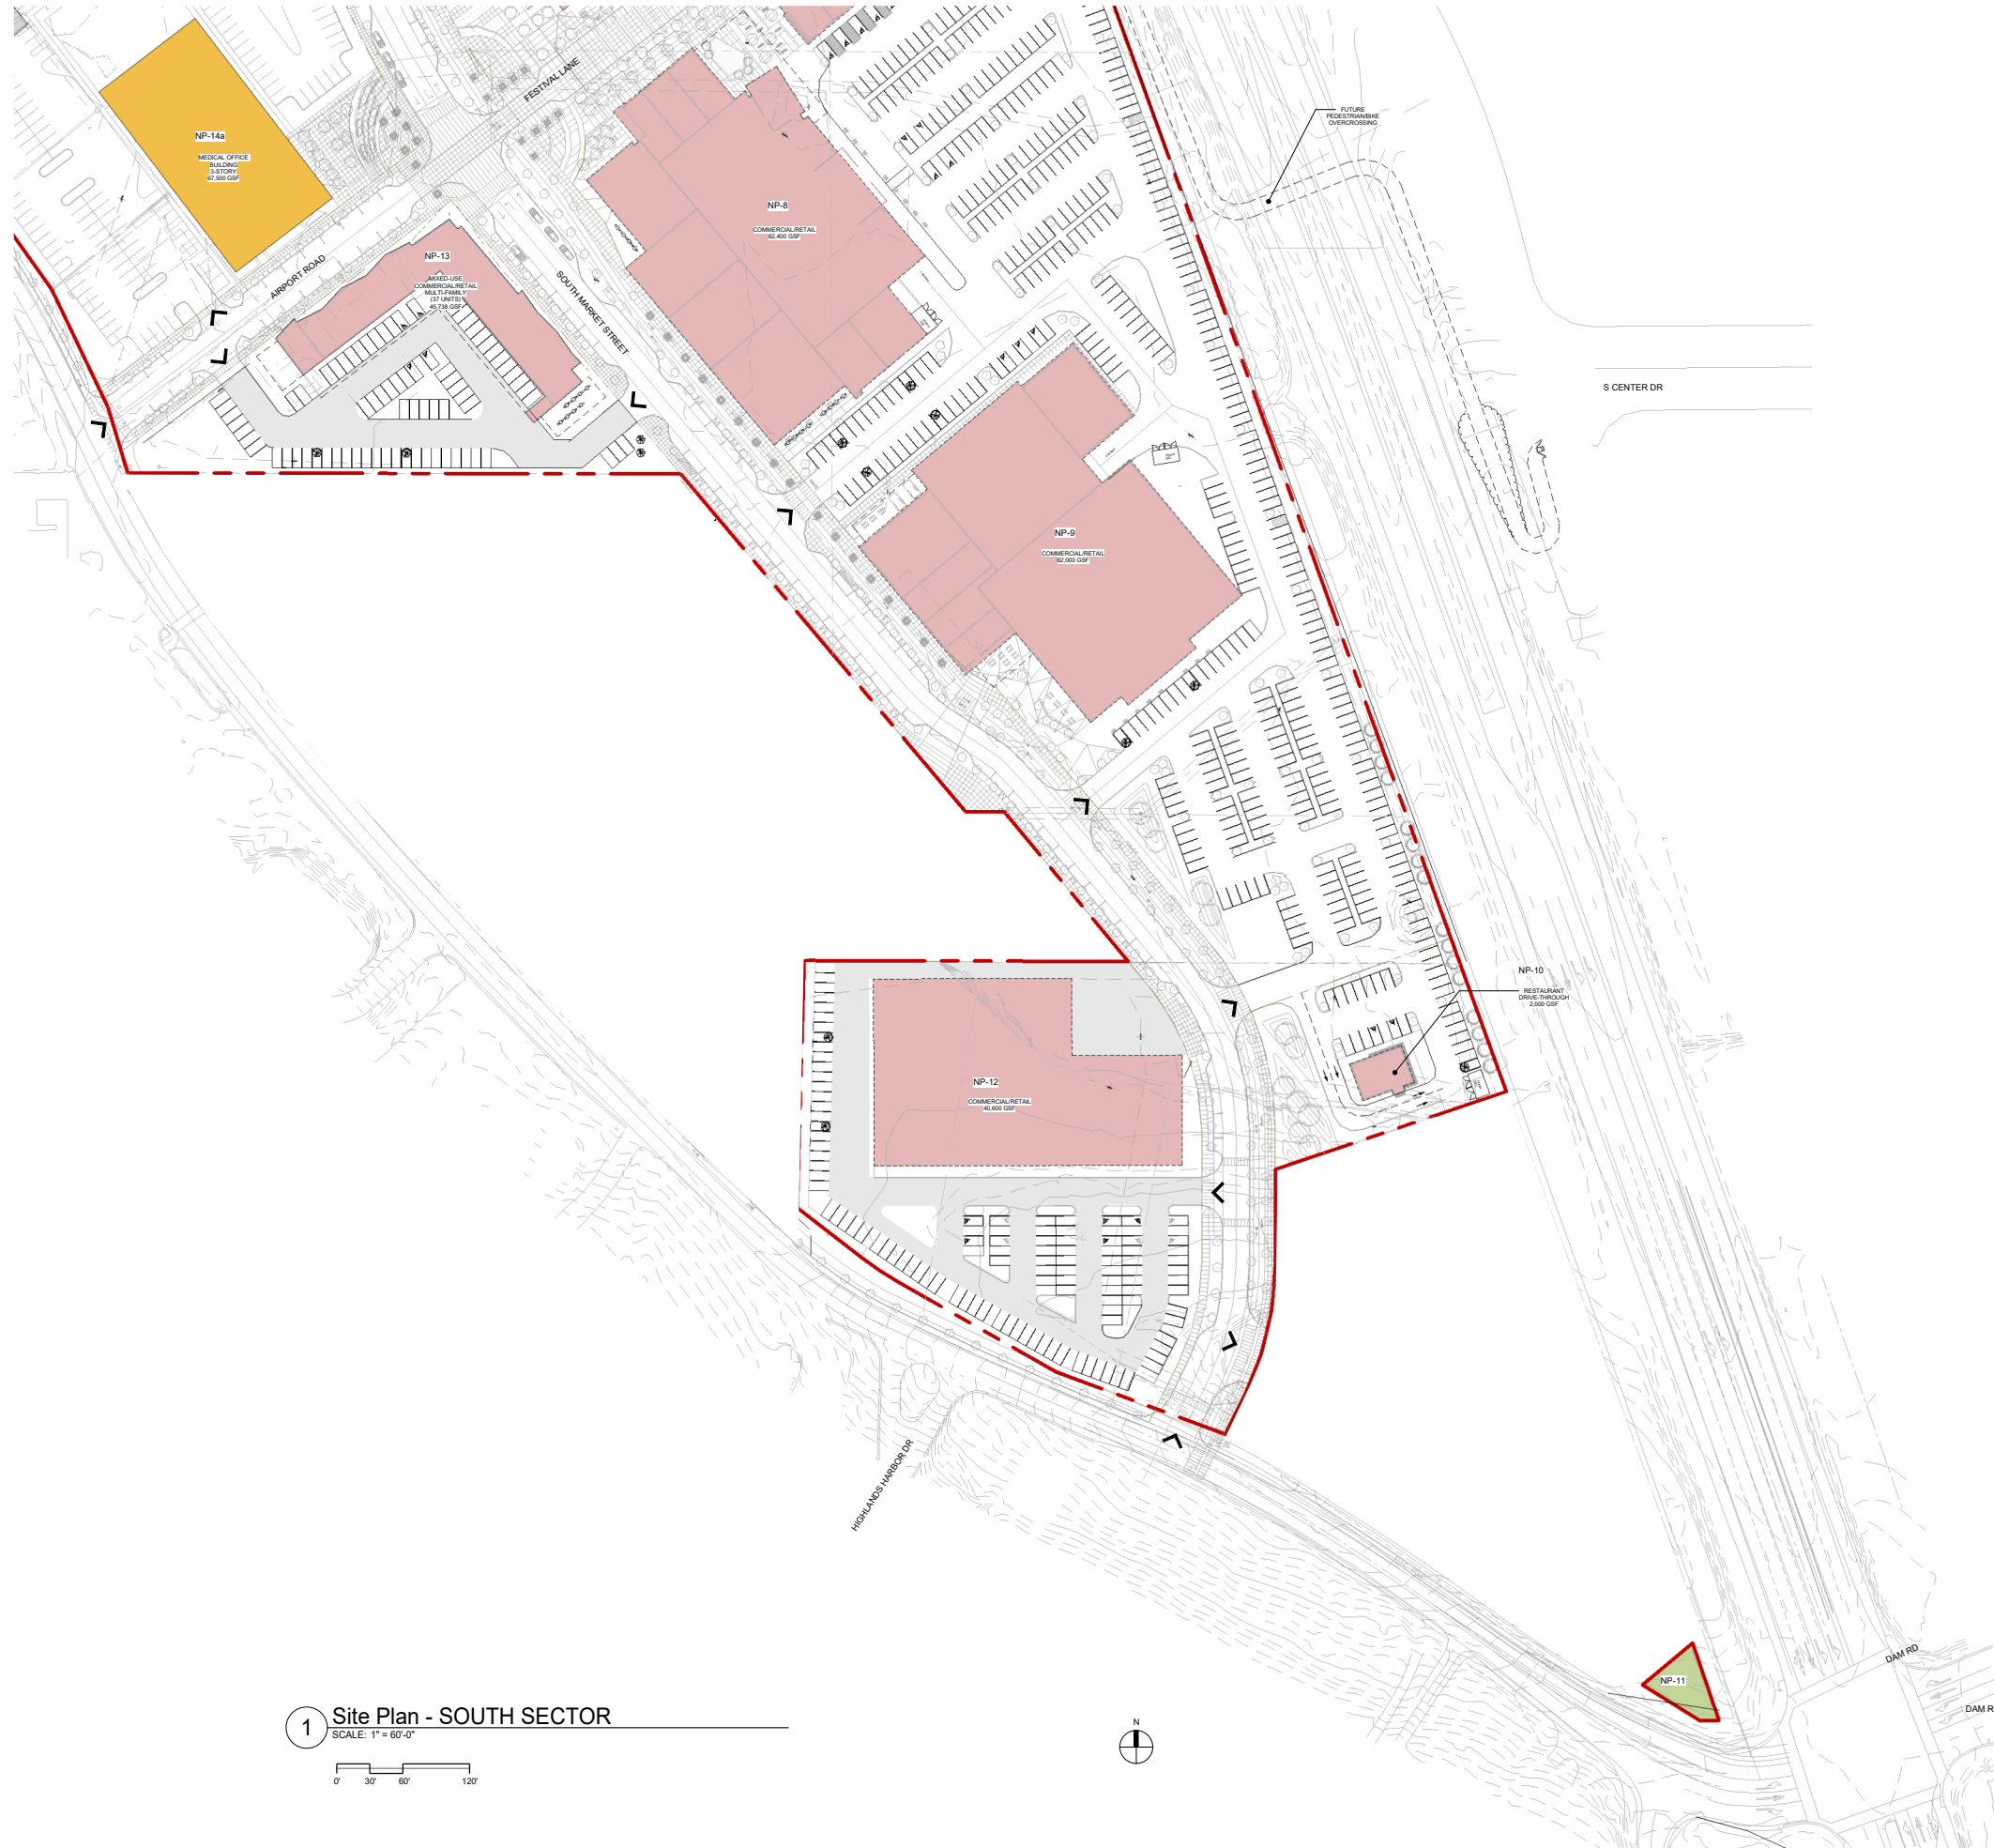 FESTIVAL LANE
NP-14a
MEDICAL OFFICE
BUILDING
3-STORY
67,500 GSF
FUTURE
PEDESTRIAN/BIKE
OVERCROSSING
NP-8
COMMERCIAL/RETAIL
62,400 GSF
AIRPORT ROAD
NP-13
MIXED-USE
COMMERCIAL/RETAIL
MULTI-FAMILY
(37 UNITS)
45,738 GSF
SOUTH MARKET STREET
S CENTER DR
NP-9
COMMERCIAL/RETAIL
62,000 GSF
NP-10
RESTAURANT
DRIVE-THROUGH
2,000 GSF
NP-12
COMMERCIAL/RETAIL
40,800 GSF
HIGHLANDS HARBOR DR
NP-11
DAM RD
DAM R
1
Site Plan - SOUTH SECTOR
SCALE: 1" = 60'-0"
0' 30' 60' 120'
N